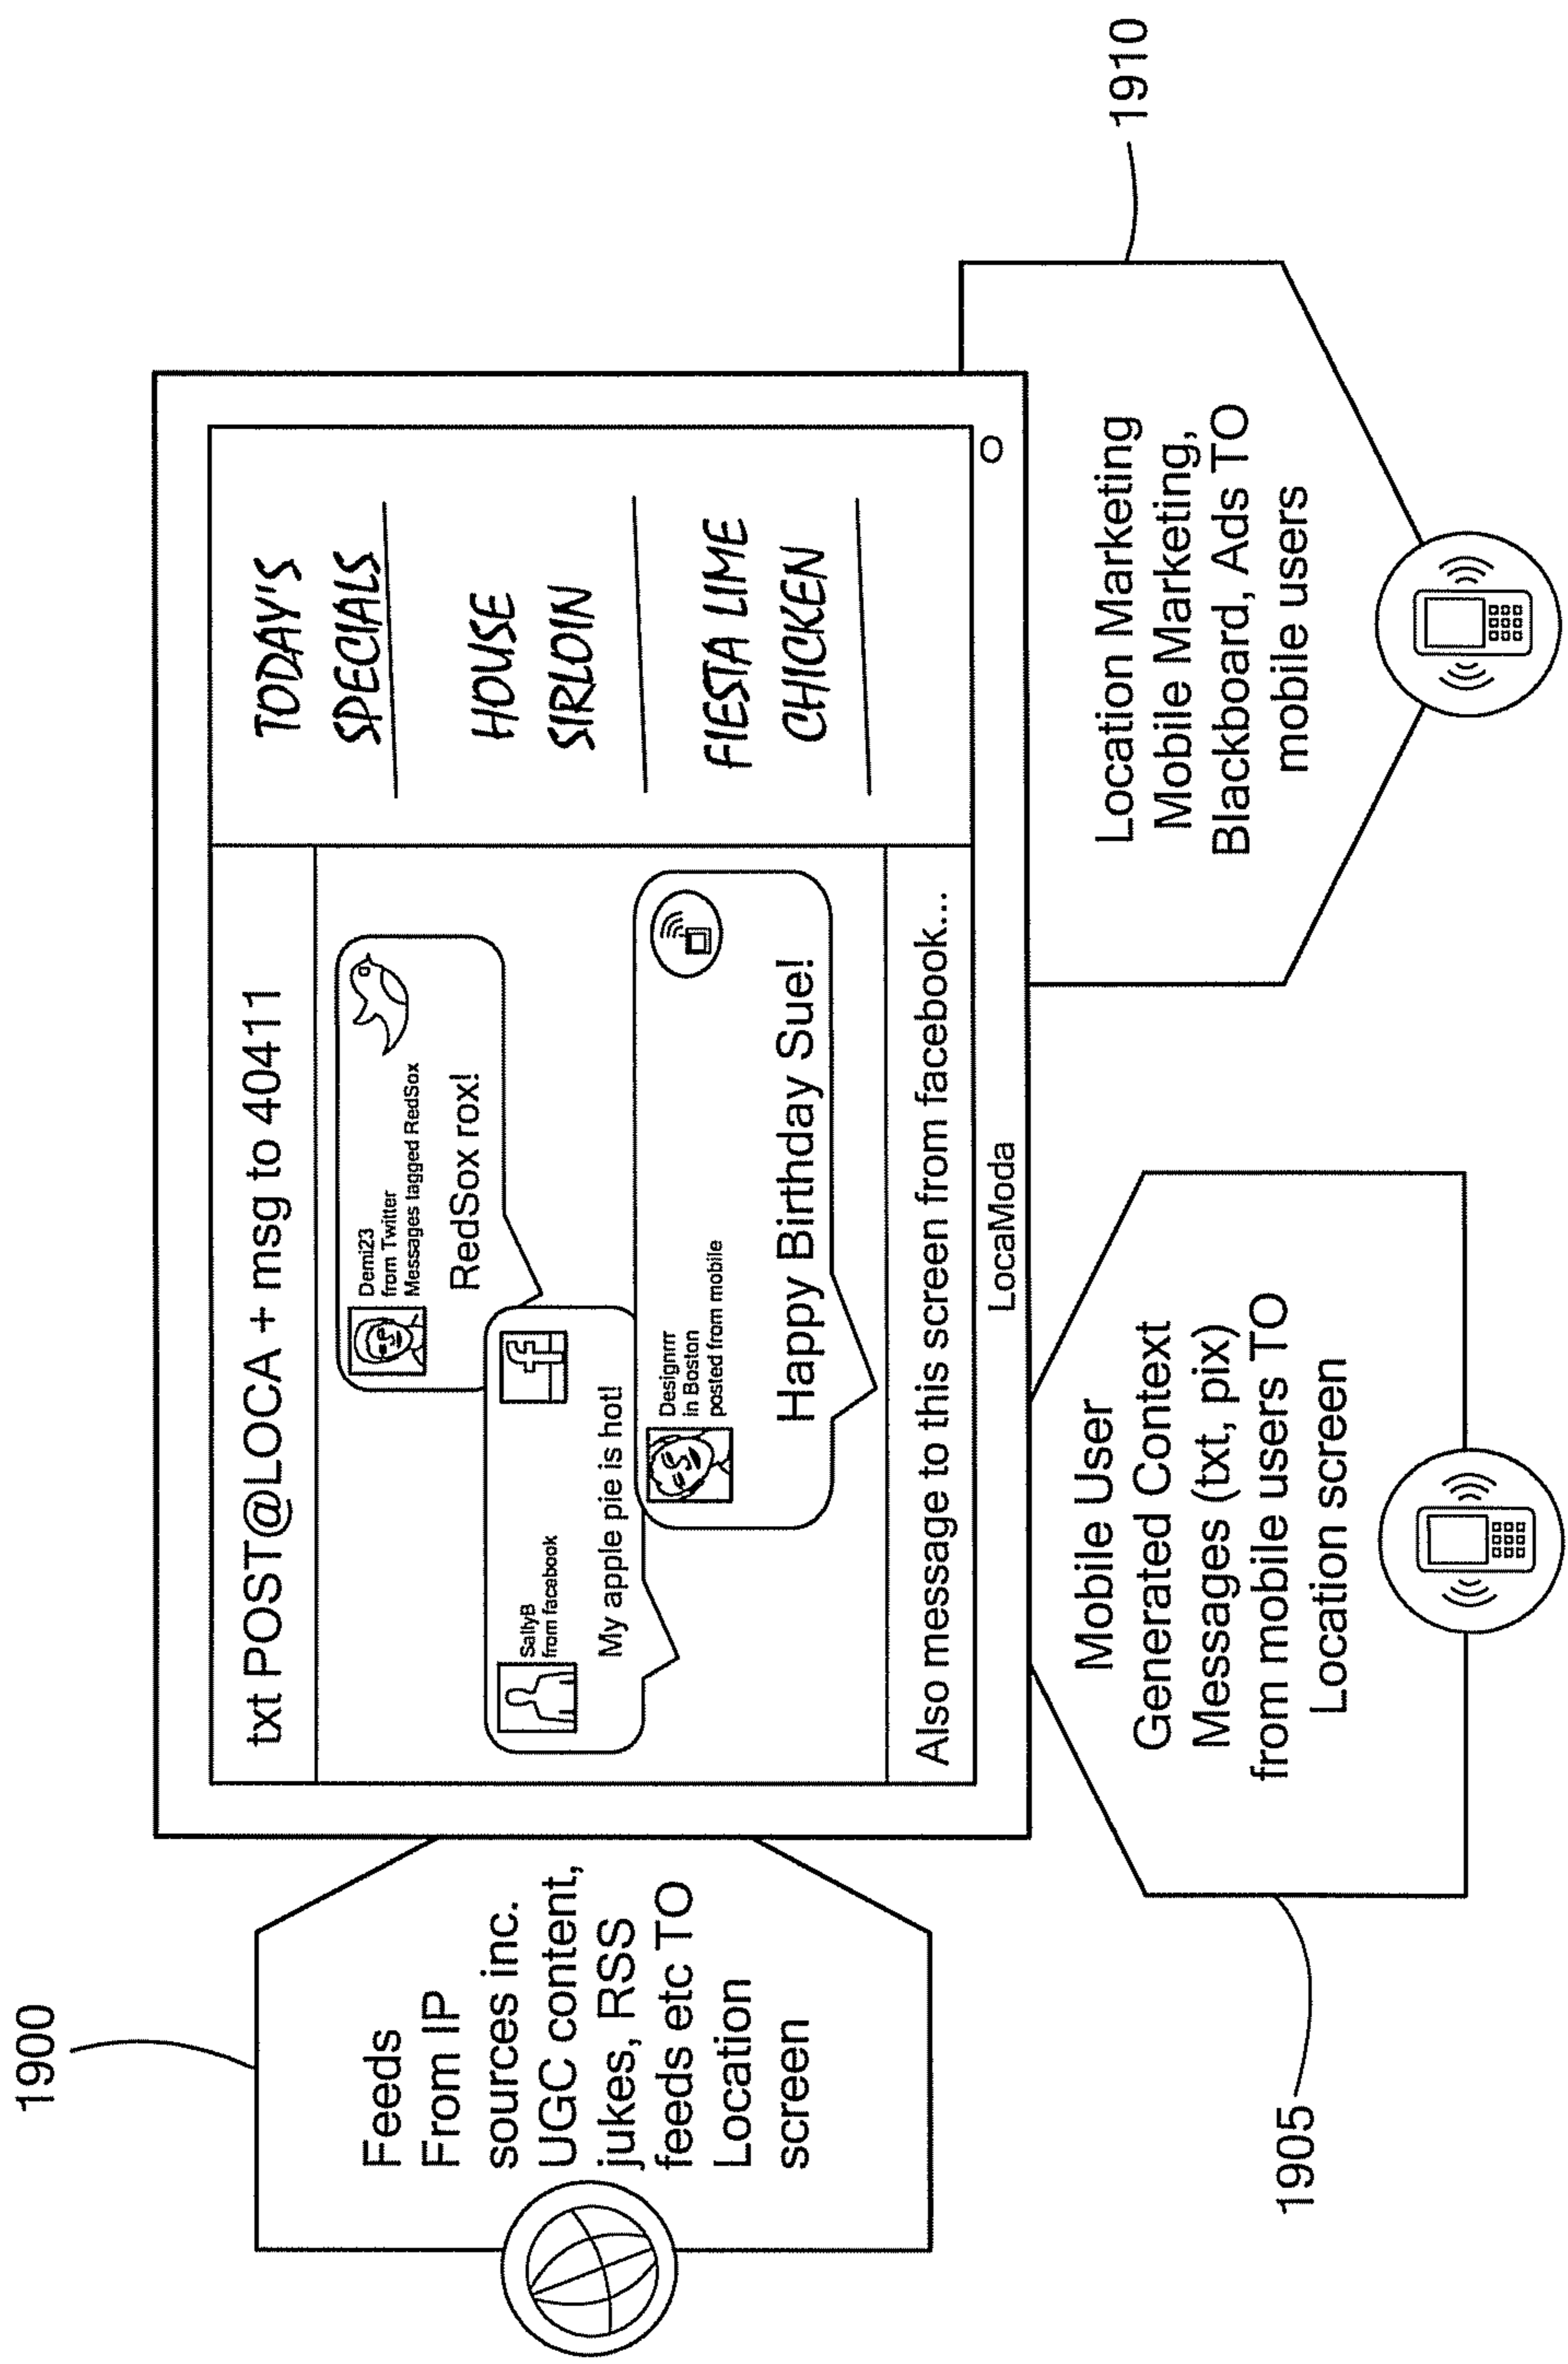 txt POST@LOCA + msg to 40411
Demi23
from Twitter
Messages tagged RedSox
RedSox rox!
SallyB
from facebook
f
My apple pie is hot!
Designrrr
in Boston
posted from mobile
Happy Birthday Sue!
Also message to this screen from facebook...
TODAY'S
SPECIALS
HOUSE
SIRLOIN
FIESTA LIME
CHICKEN
LocaModa
1900
Feeds
From IP
sources inc.
UGC content,
jukes, RSS
feeds etc TO
Location
screen
1905
Mobile User
Generated Context
Messages (txt, pix)
from mobile users TO
Location screen
1910
Location Marketing
Mobile Marketing,
Blackboard, Ads TO
mobile users